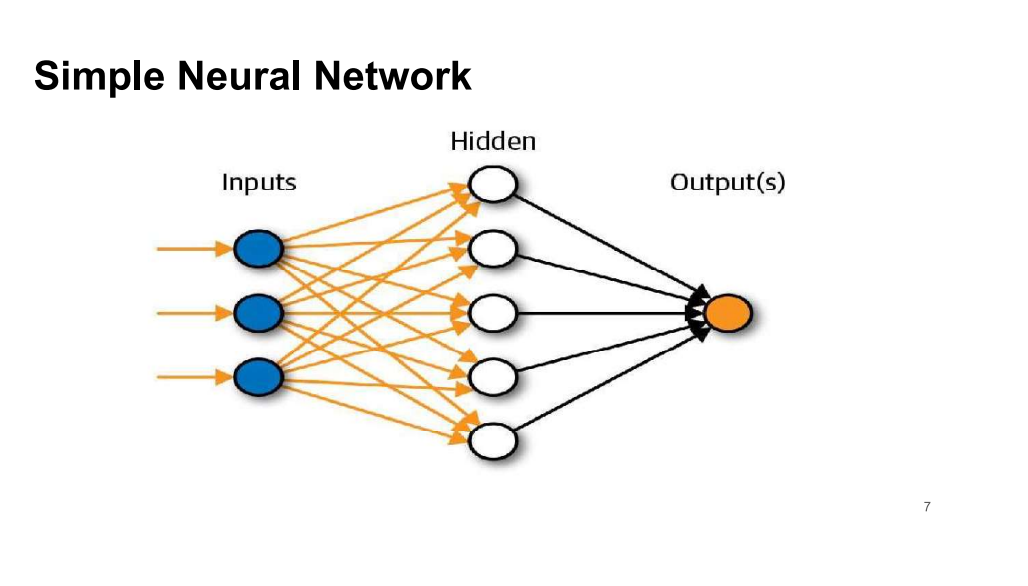 Simple Neural Network
Hidden
Inputs
Output(s)
7